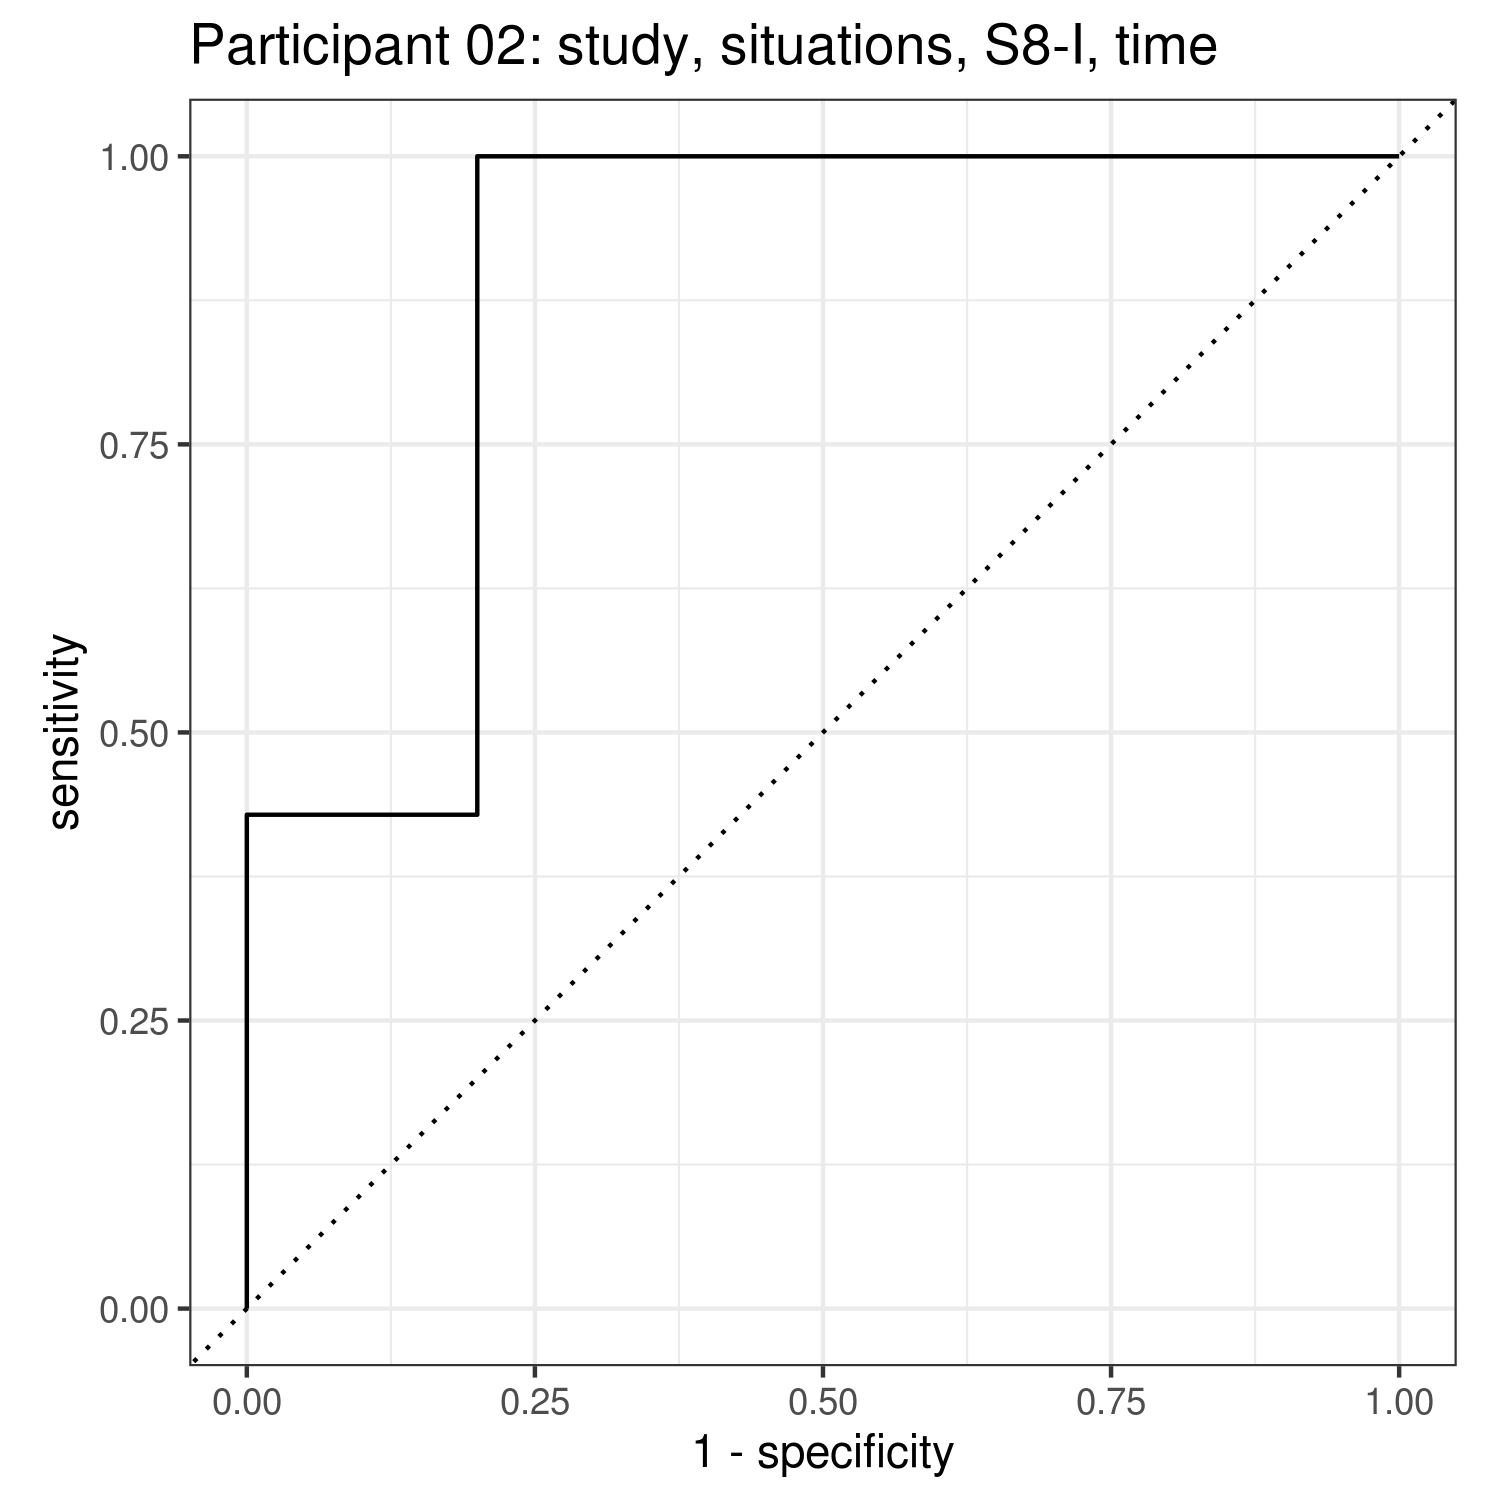 Participant 02: study, situations, S8-I, time
1.00
0.75
0.50
0.25
0.00
sensitivity
0.00 0.25 0.50 0.75 1.00
1 - specificity